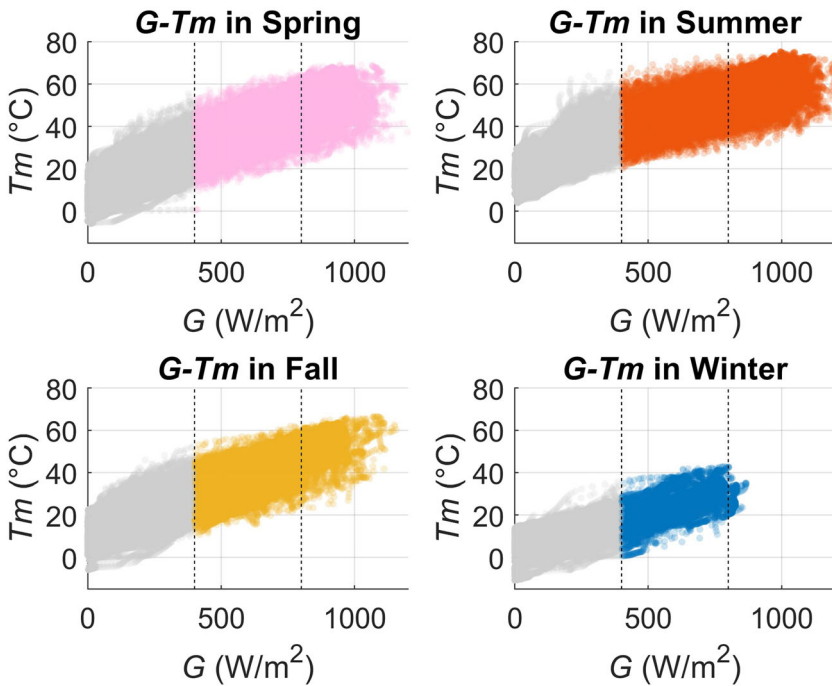 G-Tm in Spring
80
60
40
20
0
Tm (°C)
0 500 1000
G (W/m²)
G-Tm in Summer
80
60
40
20
0
Tm (°C)
0 500 1000
G (W/m²)
G-Tm in Fall
80
60
40
20
0
Tm (°C)
0 500 1000
G (W/m²)
G-Tm in Winter
80
60
40
20
0
Tm (°C)
0 500 1000
G (W/m²)